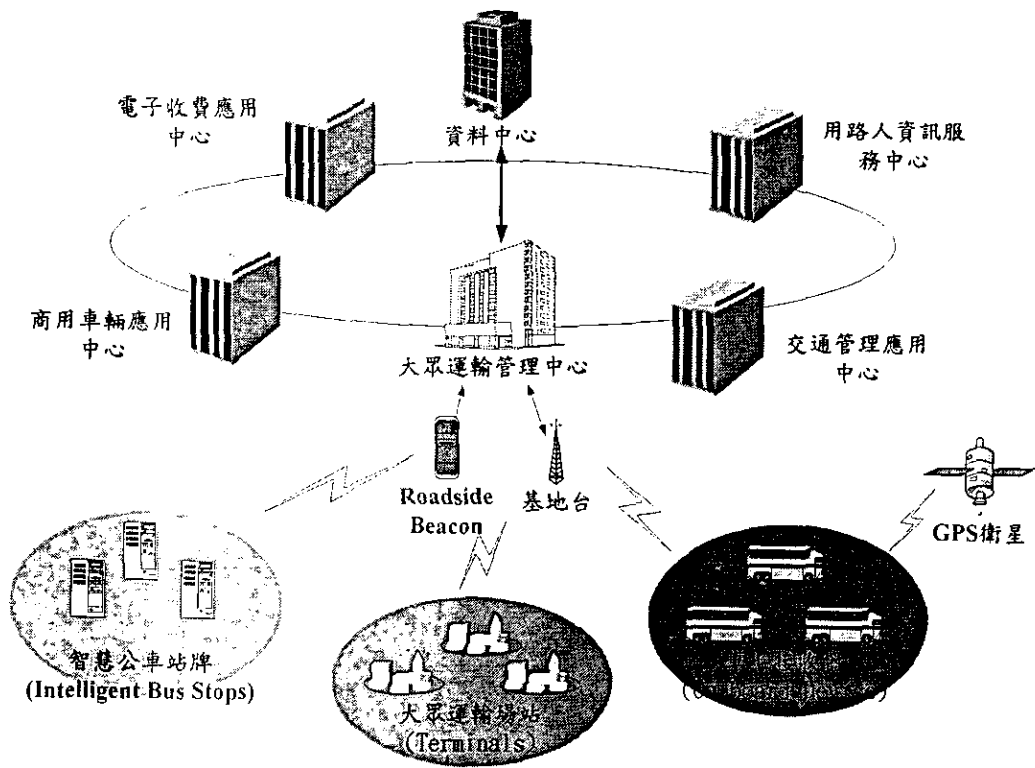 電子收費應用
中心
資料中心
用路人資訊服
務中心
商用車輛應用
中心
大眾運輸管理中心
交通管理應用
中心
Roadside
Beacon
基地台
GPS衛星
智慧公車站牌
(Intelligent Bus Stops)
大眾運輸場站
(Terminals)